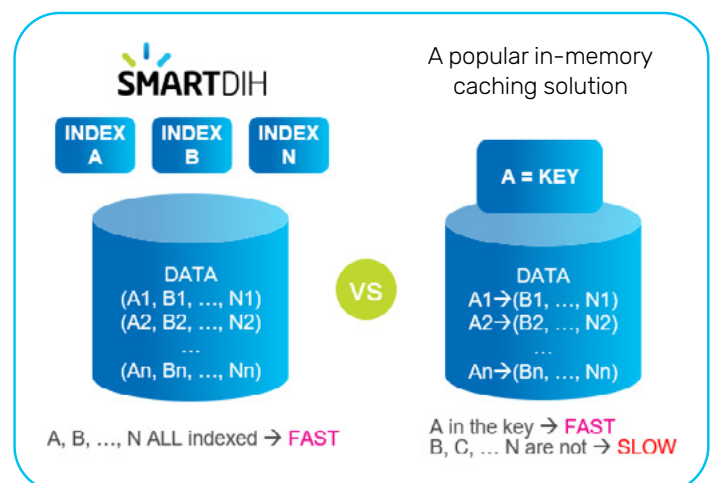 SMARTDIH
INDEX
A
INDEX
B
INDEX
N
DATA
(A1, B1, ..., N1)
(A2, B2, ..., N2)
...
(An, Bn, ..., Nn)
A, B, ..., N ALL indexed → FAST
VS
A popular in-memory
caching solution
A = KEY
DATA
A1→(B1, ..., N1)
A2→(B2, ..., N2)
...
An→(Bn, ..., Nn)
A in the key → FAST
B, C, ... N are not → SLOW